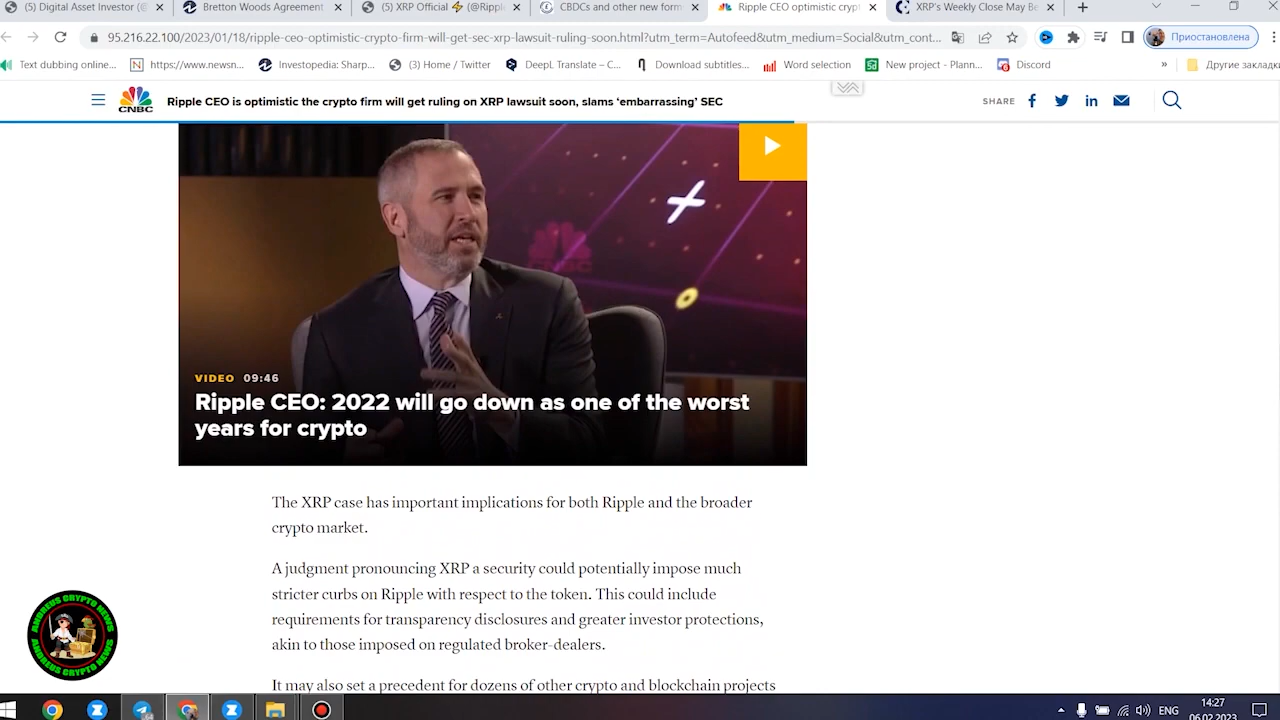 (5) Digital Asset Investor (@
Bretton Woods Agreement
(5) XRP Official ⚡ (@Rippl
CBDCs and other new form
Ripple CEO optimistic crypt
XRP's Weekly Close May Be
95.216.22.100/2023/01/18/ripple-ceo-optimistic-crypto-firm-will-get-sec-xrp-lawsuit-ruling-soon.html?utm_term=Autofeed&utm_medium=Social&utm_cont...
Приостановлена
Text dubbing online...
https://www.newsn...
Investopedia: Sharp...
(3) Home / Twitter
DeepL Translate – C...
Download subtitles...
Word selection
New project - Plann...
Discord
»
Другие закладки
CNBC
Ripple CEO is optimistic the crypto firm will get ruling on XRP lawsuit soon, slams ‘embarrassing’ SEC
SHARE
CNBC
VIDEO 09:46
Ripple CEO: 2022 will go down as one of the worst
years for crypto
The XRP case has important implications for both Ripple and the broader
crypto market.
A judgment pronouncing XRP a security could potentially impose much
stricter curbs on Ripple with respect to the token. This could include
requirements for transparency disclosures and greater investor protections,
akin to those imposed on regulated broker-dealers.
It may also set a precedent for dozens of other crypto and blockchain projects
ANDREUS CRYPTO NEWS
ANDREUS CRYPTO NEWS
ENG
14:27
06.02.2023